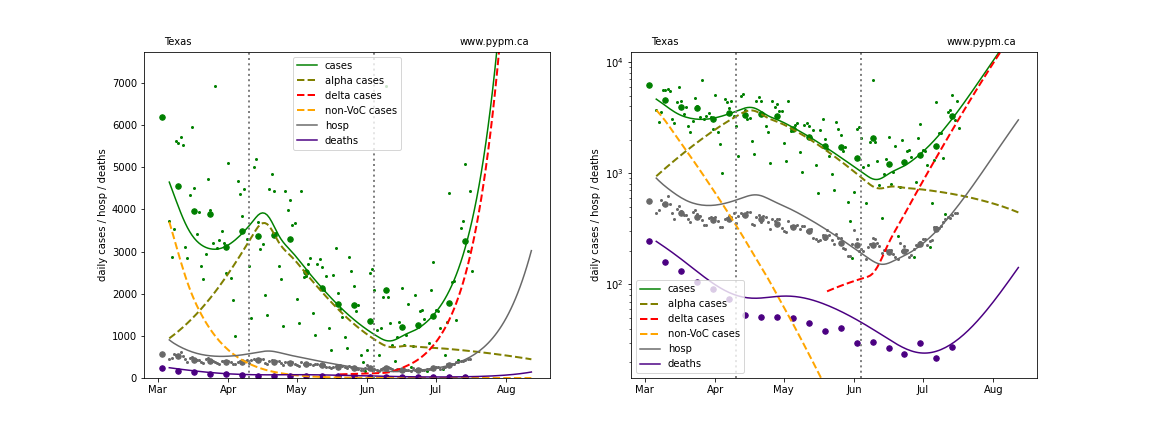 Texas www.pypm.ca
daily cases / hosp / deaths
7000
6000
5000
4000
3000
2000
1000
0
cases
alpha cases
delta cases
non-VoC cases
hosp
deaths
Mar Apr May Jun Jul Aug
Texas www.pypm.ca
daily cases / hosp / deaths
10⁴
10³
10²
cases
alpha cases
delta cases
non-VoC cases
hosp
deaths
Mar Apr May Jun Jul Aug